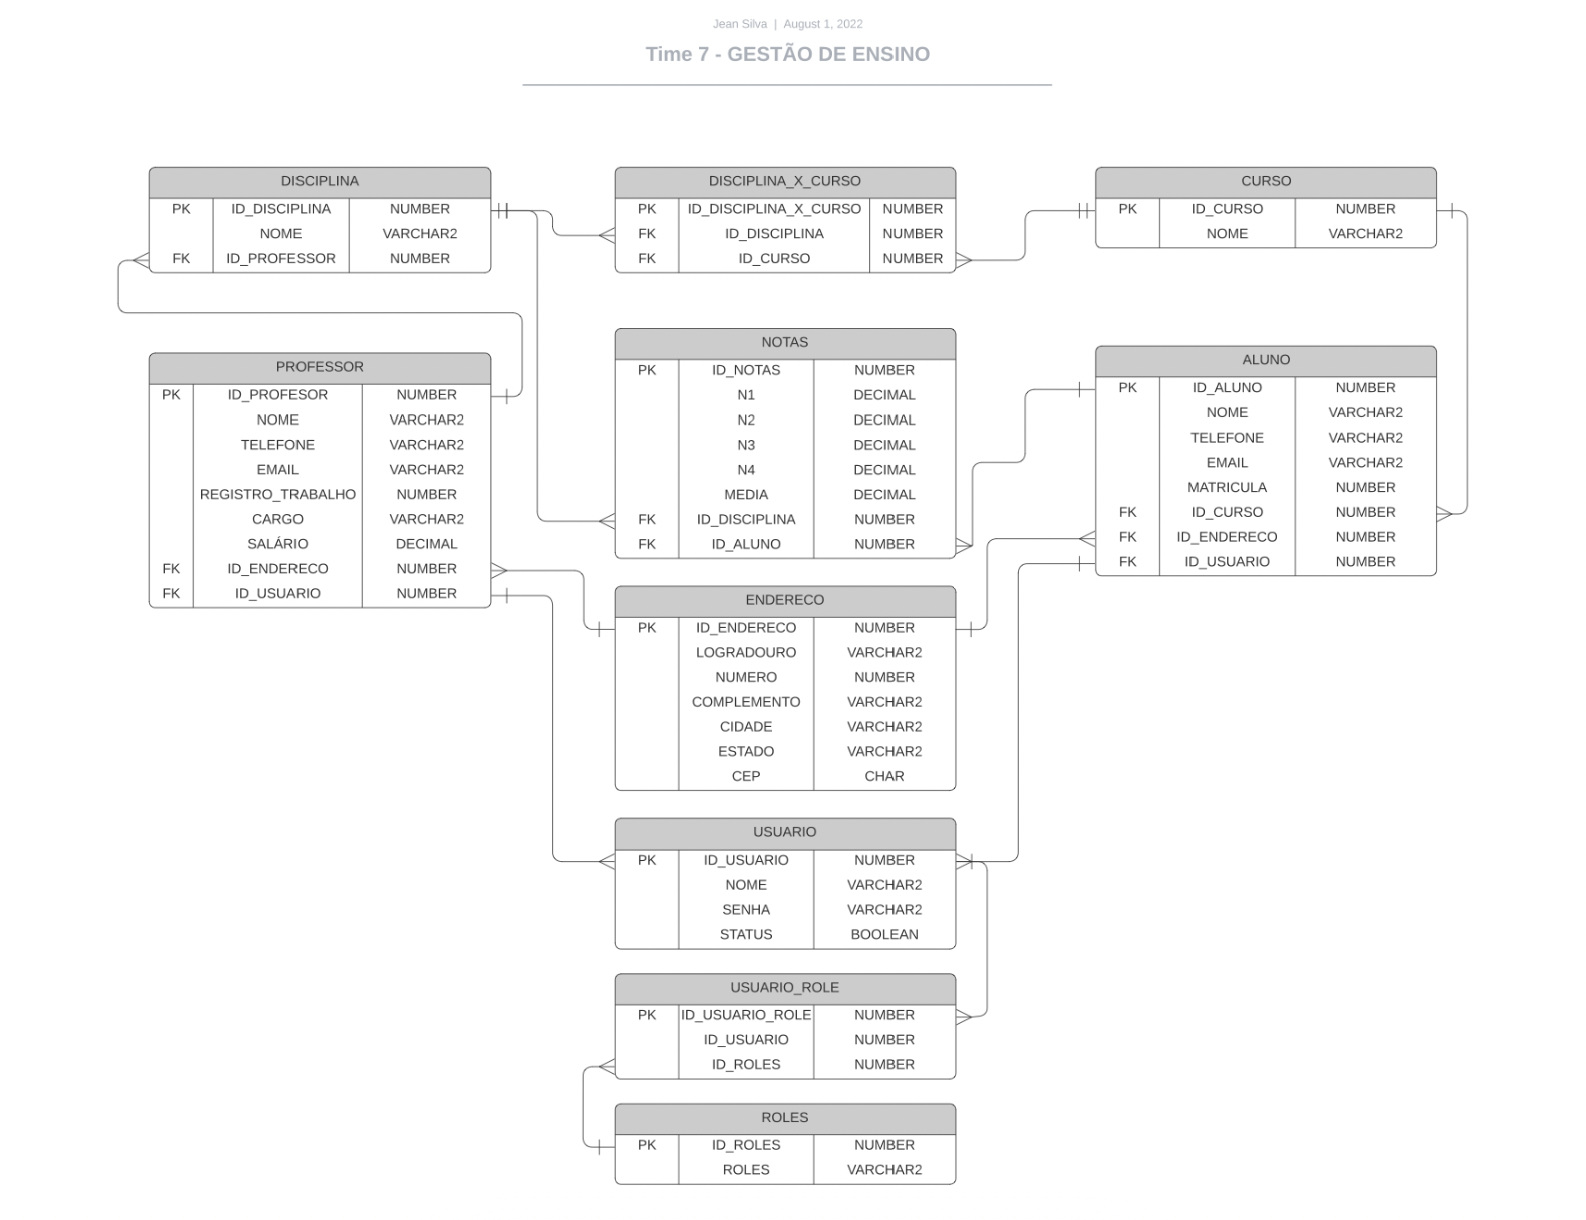 Jean Silva | August 1, 2022
Time 7 - GESTÃO DE ENSINO
DISCIPLINA
PK ID_DISCIPLINA NUMBER
NOME VARCHAR2
FK ID_PROFESSOR NUMBER
DISCIPLINA_X_CURSO
PK ID_DISCIPLINA_X_CURSO NUMBER
FK ID_DISCIPLINA NUMBER
FK ID_CURSO NUMBER
CURSO
PK ID_CURSO NUMBER
NOME VARCHAR2
PROFESSOR
PK ID_PROFESOR NUMBER
NOME VARCHAR2
TELEFONE VARCHAR2
EMAIL VARCHAR2
REGISTRO_TRABALHO NUMBER
CARGO VARCHAR2
SALÁRIO DECIMAL
FK ID_ENDERECO NUMBER
FK ID_USUARIO NUMBER
NOTAS
PK ID_NOTAS NUMBER
N1 DECIMAL
N2 DECIMAL
N3 DECIMAL
N4 DECIMAL
MEDIA DECIMAL
FK ID_DISCIPLINA NUMBER
FK ID_ALUNO NUMBER
ALUNO
PK ID_ALUNO NUMBER
NOME VARCHAR2
TELEFONE VARCHAR2
EMAIL VARCHAR2
MATRICULA NUMBER
FK ID_CURSO NUMBER
FK ID_ENDERECO NUMBER
FK ID_USUARIO NUMBER
ENDERECO
PK ID_ENDERECO NUMBER
LOGRADOURO VARCHAR2
NUMERO NUMBER
COMPLEMENTO VARCHAR2
CIDADE VARCHAR2
ESTADO VARCHAR2
CEP CHAR
USUARIO
PK ID_USUARIO NUMBER
NOME VARCHAR2
SENHA VARCHAR2
STATUS BOOLEAN
USUARIO_ROLE
PK ID_USUARIO_ROLE NUMBER
ID_USUARIO NUMBER
ID_ROLES NUMBER
ROLES
PK ID_ROLES NUMBER
ROLES VARCHAR2